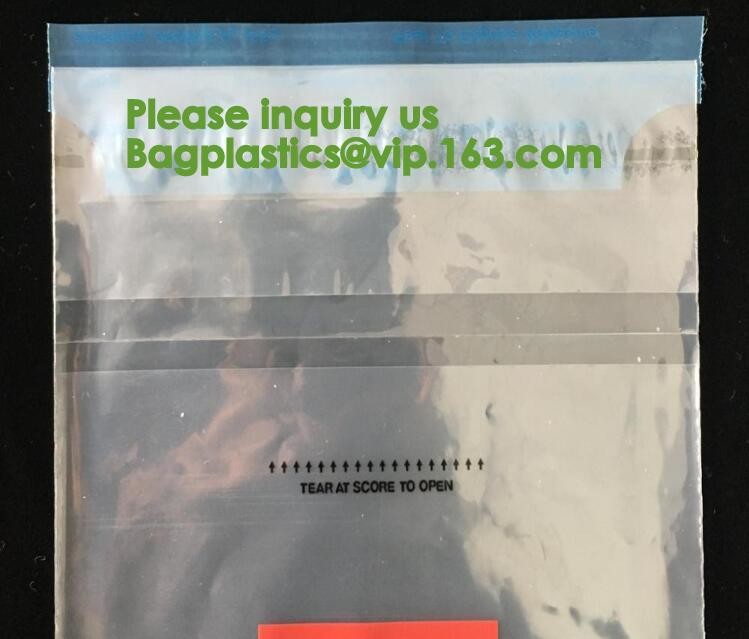 Please inquiry us
Bagplastics@vip.163.com
TEAR AT SCORE TO OPEN